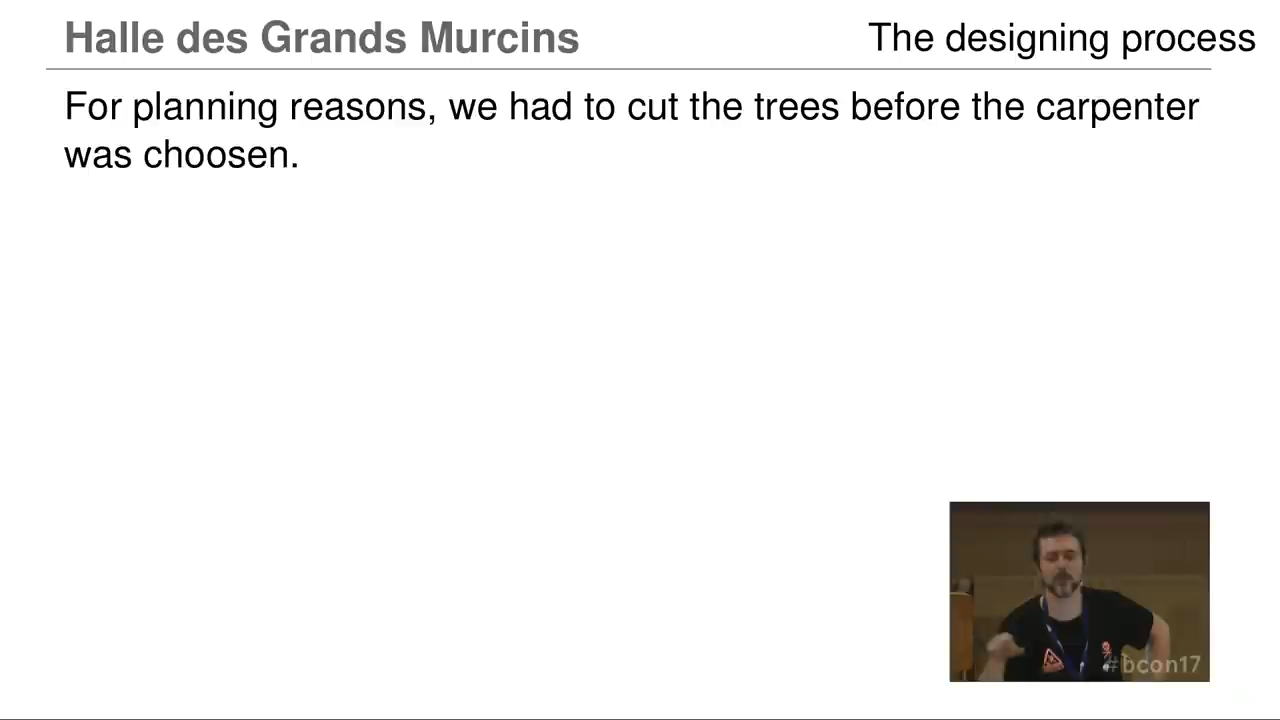 Halle des Grands Murcins
The designing process
For planning reasons, we had to cut the trees before the carpenter
was choosen.
#bcon17